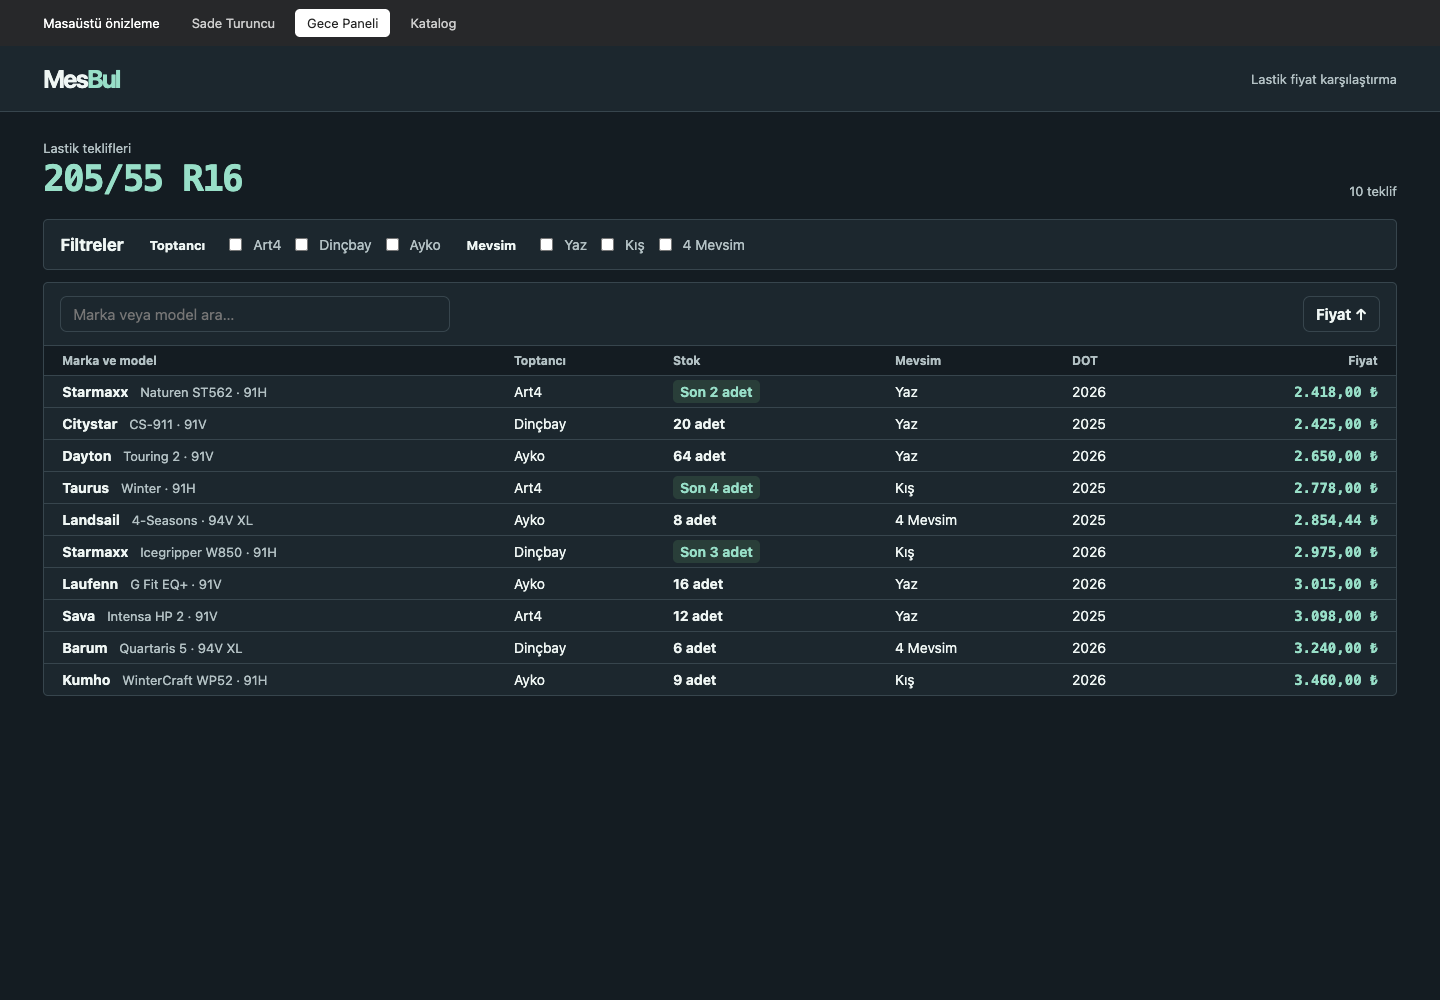 Masaüstü önizleme Sade Turuncu Gece Paneli Katalog
MesBul Lastik fiyat karşılaştırma
Lastik teklifleri
205/55 R16
10 teklif
Filtreler Toptancı Art4 Dinçbay Ayko Mevsim Yaz Kış 4 Mevsim
Marka veya model ara... Fiyat ↑
Marka ve model Toptancı Stok Mevsim DOT Fiyat
Starmaxx Naturen ST562 · 91H Art4 Son 2 adet Yaz 2026 2.418,00 ₺
Citystar CS-911 · 91V Dinçbay 20 adet Yaz 2025 2.425,00 ₺
Dayton Touring 2 · 91V Ayko 64 adet Yaz 2026 2.650,00 ₺
Taurus Winter · 91H Art4 Son 4 adet Kış 2025 2.778,00 ₺
Landsail 4-Seasons · 94V XL Ayko 8 adet 4 Mevsim 2025 2.854,44 ₺
Starmaxx Icegripper W850 · 91H Dinçbay Son 3 adet Kış 2026 2.975,00 ₺
Laufenn G Fit EQ+ · 91V Ayko 16 adet Yaz 2026 3.015,00 ₺
Sava Intensa HP 2 · 91V Art4 12 adet Yaz 2025 3.098,00 ₺
Barum Quartaris 5 · 94V XL Dinçbay 6 adet 4 Mevsim 2026 3.240,00 ₺
Kumho WinterCraft WP52 · 91H Ayko 9 adet Kış 2026 3.460,00 ₺